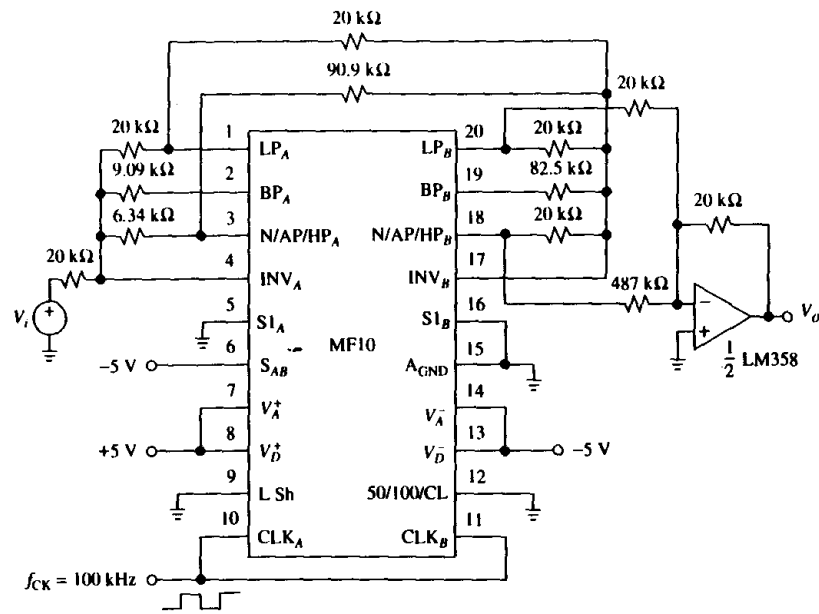 20 kΩ
90.9 kΩ
20 kΩ
20 kΩ
1
20
LP_A
LP_B
20 kΩ
9.09 kΩ
2
19
82.5 kΩ
BP_A
BP_B
6.34 kΩ
3
18
20 kΩ
20 kΩ
N/AP/HP_A
N/AP/HP_B
20 kΩ
4
17
INV_A
INV_B
487 kΩ
V_i
+
5
16
−
+
V_o
S1_A
S1_B
MF10
1/2 LM358
−5 V
6
15
S_AB
A_GND
7
14
V_A^+
V_A^−
+5 V
8
13
V_D^+
V_D^−
−5 V
9
12
L Sh
50/100/CL
10
11
CLK_A
CLK_B
f_CK = 100 kHz